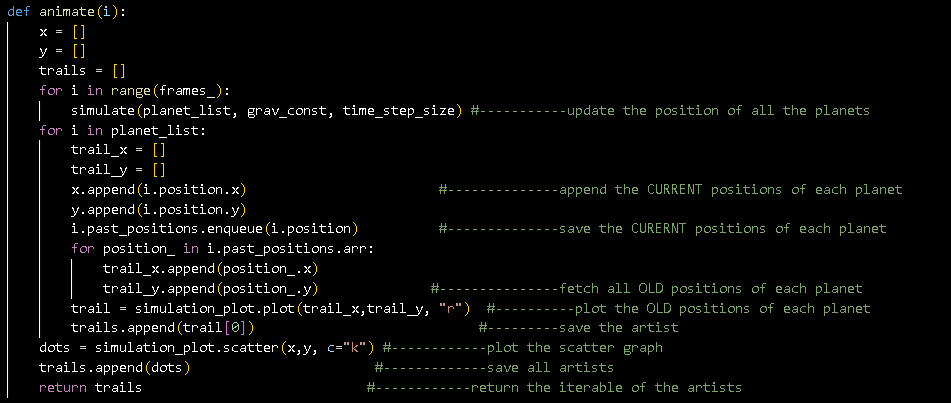 def animate(i):
    x = []
    y = []
    trails = []
    for i in range(frames_):
        simulate(planet_list, grav_const, time_step_size) #-----------update the position of all the planets
    for i in planet_list:
        trail_x = []
        trail_y = []
        x.append(i.position.x)                        #--------------append the CURRENT positions of each planet
        y.append(i.position.y)
        i.past_positions.enqueue(i.position)          #--------------save the CURERNT positions of each planet
        for position_ in i.past_positions.arr:
            trail_x.append(position_.x)
            trail_y.append(position_.y)              #---------------fetch all OLD positions of each planet
        trail = simulation_plot.plot(trail_x,trail_y, "r")  #----------plot the OLD positions of each planet
        trails.append(trail[0])                            #---------save the artist
    dots = simulation_plot.scatter(x,y, c="k") #------------plot the scatter graph
    trails.append(dots)                       #-------------save all artists
    return trails                            #------------return the iterable of the artists